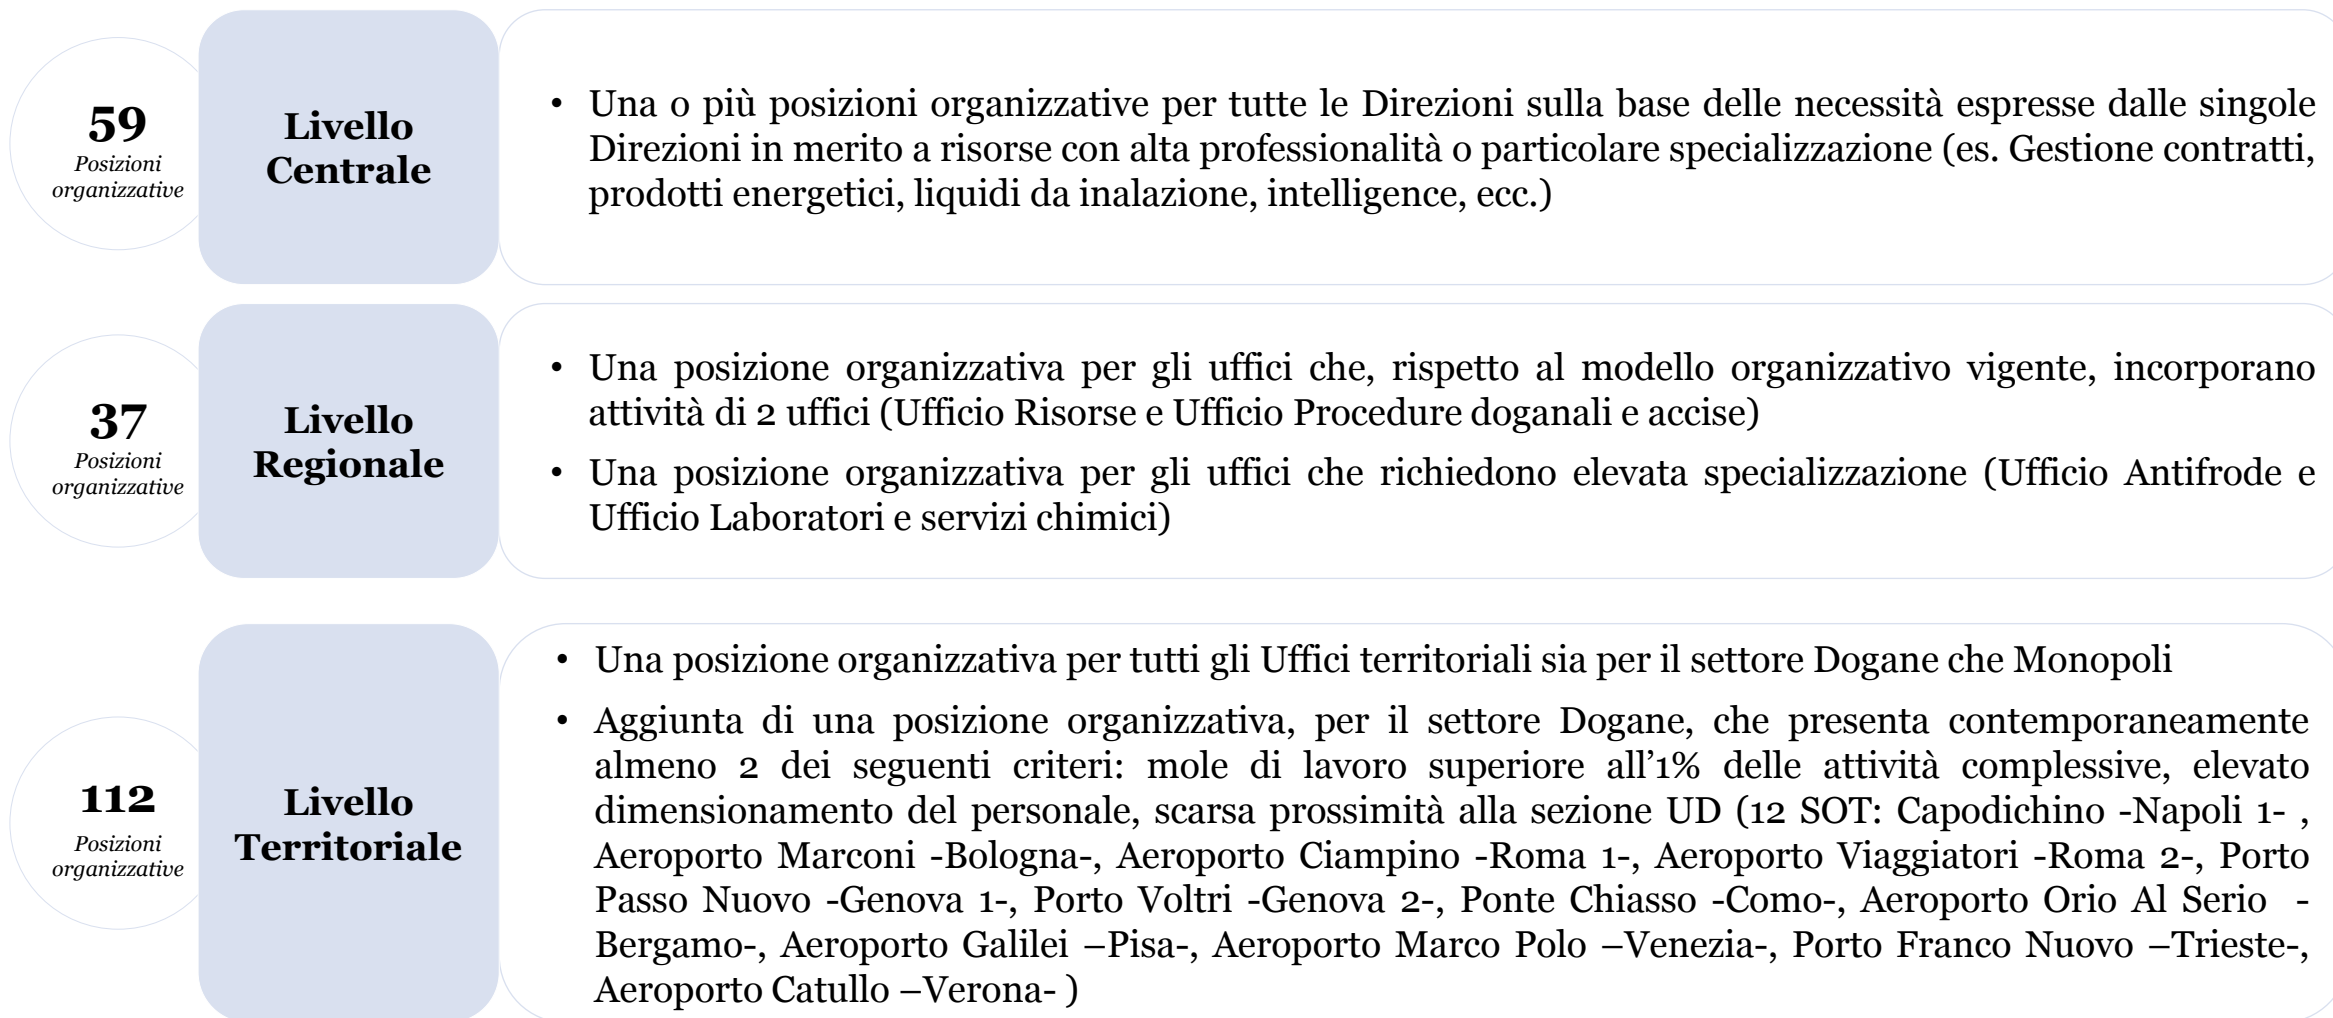 59
Posizioni
organizzative
Livello
Centrale
• Una o più posizioni organizzative per tutte le Direzioni sulla base delle necessità espresse dalle singole
Direzioni in merito a risorse con alta professionalità o particolare specializzazione (es. Gestione contratti,
prodotti energetici, liquidi da inalazione, intelligence, ecc.)
37
Posizioni
organizzative
Livello
Regionale
• Una posizione organizzativa per gli uffici che, rispetto al modello organizzativo vigente, incorporano
attività di 2 uffici (Ufficio Risorse e Ufficio Procedure doganali e accise)
• Una posizione organizzativa per gli uffici che richiedono elevata specializzazione (Ufficio Antifrode e
Ufficio Laboratori e servizi chimici)
112
Posizioni
organizzative
Livello
Territoriale
• Una posizione organizzativa per tutti gli Uffici territoriali sia per il settore Dogane che Monopoli
• Aggiunta di una posizione organizzativa, per il settore Dogane, che presenta contemporaneamente
almeno 2 dei seguenti criteri: mole di lavoro superiore all’1% delle attività complessive, elevato
dimensionamento del personale, scarsa prossimità alla sezione UD (12 SOT: Capodichino -Napoli 1- ,
Aeroporto Marconi -Bologna-, Aeroporto Ciampino -Roma 1-, Aeroporto Viaggiatori -Roma 2-, Porto
Passo Nuovo -Genova 1-, Porto Voltri -Genova 2-, Ponte Chiasso -Como-, Aeroporto Orio Al Serio -
Bergamo-, Aeroporto Galilei –Pisa-, Aeroporto Marco Polo –Venezia-, Porto Franco Nuovo –Trieste-,
Aeroporto Catullo –Verona- )